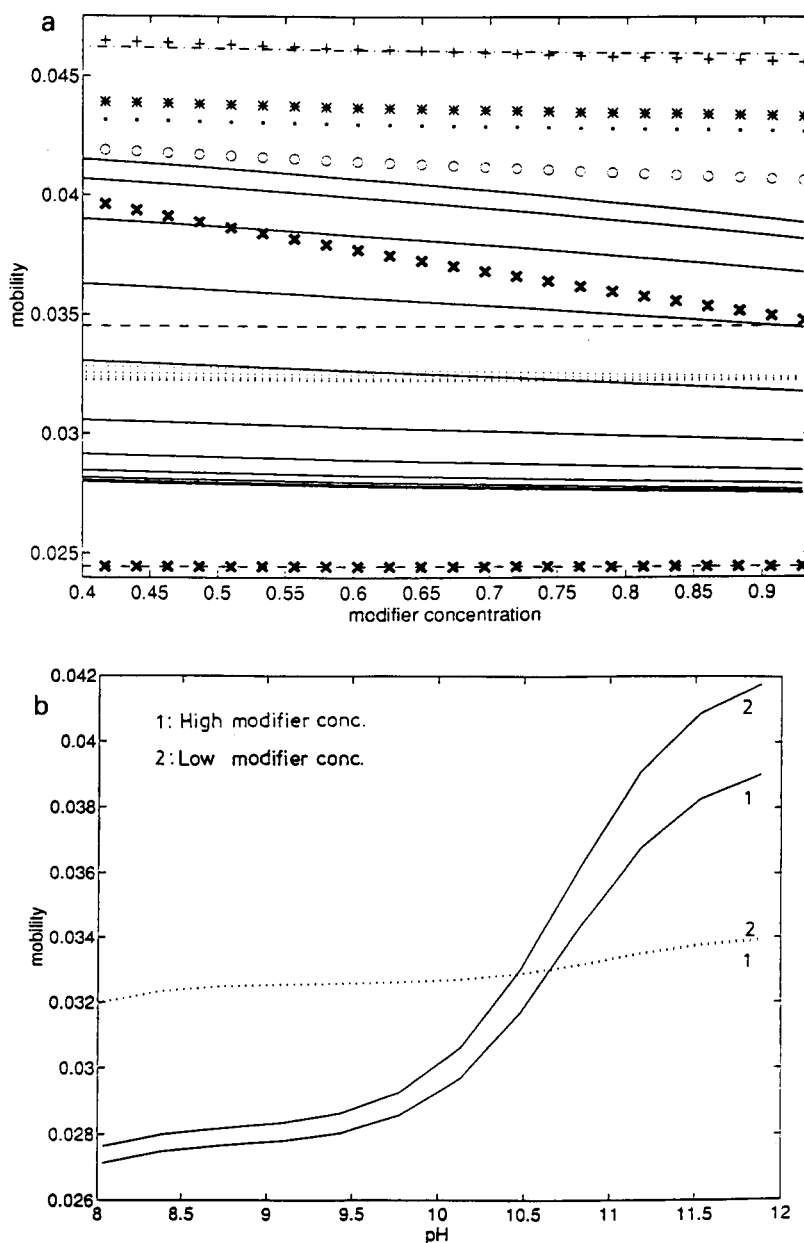 a
0.045
0.04
0.035
0.03
0.025
mobility
0.4 0.45 0.5 0.55 0.6 0.65 0.7 0.75 0.8 0.85 0.9
modifier concentration
b
0.042
0.04
0.038
0.036
0.034
0.032
0.03
0.028
0.026
mobility
1: High modifier conc.
2: Low modifier conc.
2
1
2
1
8 8.5 9 9.5 10 10.5 11 11.5 12
pH